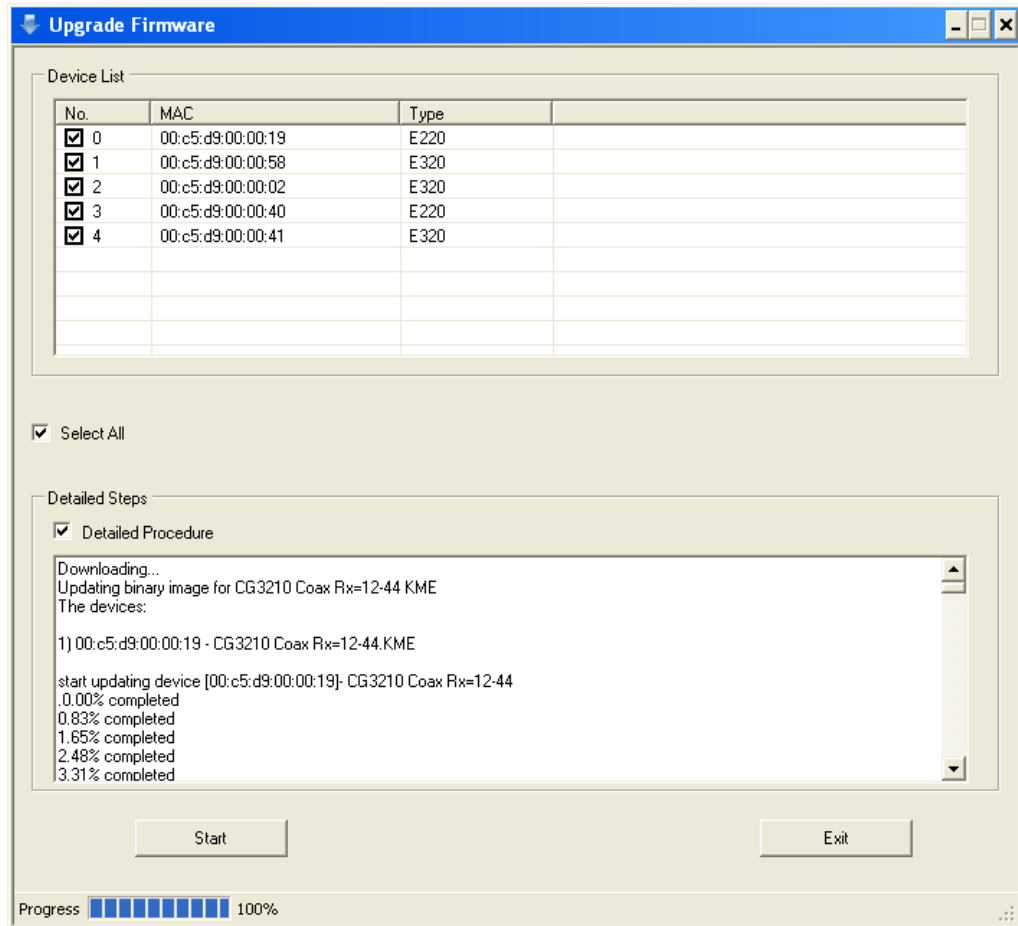 Upgrade Firmware
Device List
No. MAC Type
0 00:c5:d9:00:00:19 E220
1 00:c5:d9:00:00:58 E320
2 00:c5:d9:00:00:02 E320
3 00:c5:d9:00:00:40 E220
4 00:c5:d9:00:00:41 E320
Select All
Detailed Steps
Detailed Procedure
Downloading...
Updating binary image for CG3210 Coax Rx=12-44 KME
The devices:
1) 00:c5:d9:00:00:19 - CG3210 Coax Rx=12-44.KME
start updating device [00:c5:d9:00:00:19]- CG3210 Coax Rx=12-44
.0.00% completed
0.83% completed
1.65% completed
2.48% completed
3.31% completed
Start Exit
Progress 100%